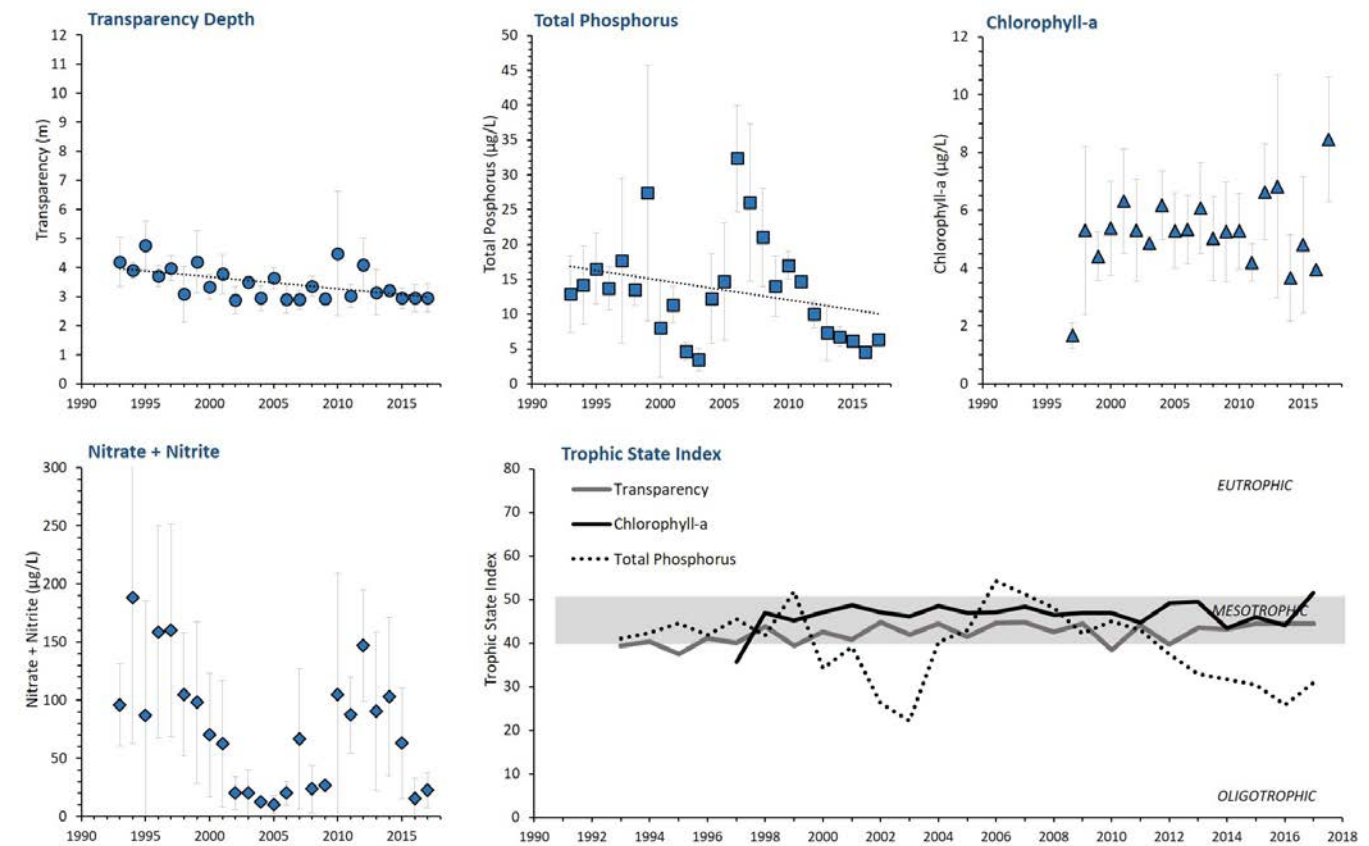 Transparency Depth
Transparency (m)
12
11
10
9
8
7
6
5
4
3
2
1
0
1990 1995 2000 2005 2010 2015
Total Phosphorus
Total Posphorus (µg/L)
50
45
40
35
30
25
20
15
10
5
0
1990 1995 2000 2005 2010 2015
Chlorophyll-a
Chlorophyll-a (µg/L)
12
10
8
6
4
2
0
1990 1995 2000 2005 2010 2015
Nitrate + Nitrite
Nitrate + Nitrite (µg/L)
300
250
200
150
100
50
0
1990 1995 2000 2005 2010 2015
Trophic State Index
Trophic State Index
80
70
60
50
40
30
20
10
0
Transparency
Chlorophyll-a
Total Phosphorus
EUTROPHIC
MESOTROPHIC
OLIGOTROPHIC
1990 1992 1994 1996 1998 2000 2002 2004 2006 2008 2010 2012 2014 2016 2018